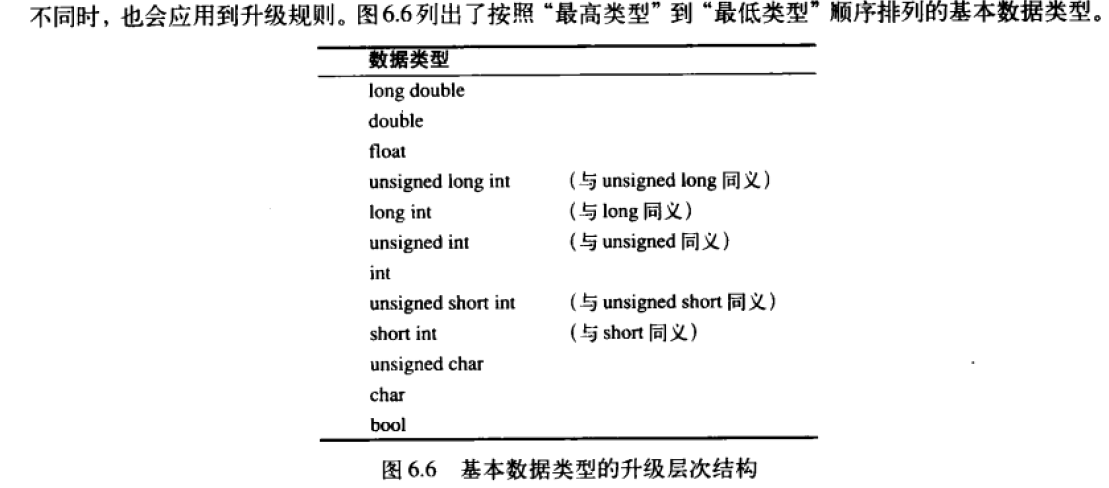 不同时，也会应用到升级规则。图6.6列出了按照“最高类型”到“最低类型”顺序排列的基本数据类型。
数据类型
long double
double
float
unsigned long int （与 unsigned long 同义）
long int （与 long 同义）
unsigned int （与 unsigned 同义）
int
unsigned short int （与 unsigned short 同义）
short int （与 short 同义）
unsigned char
char
bool
图 6.6 基本数据类型的升级层次结构